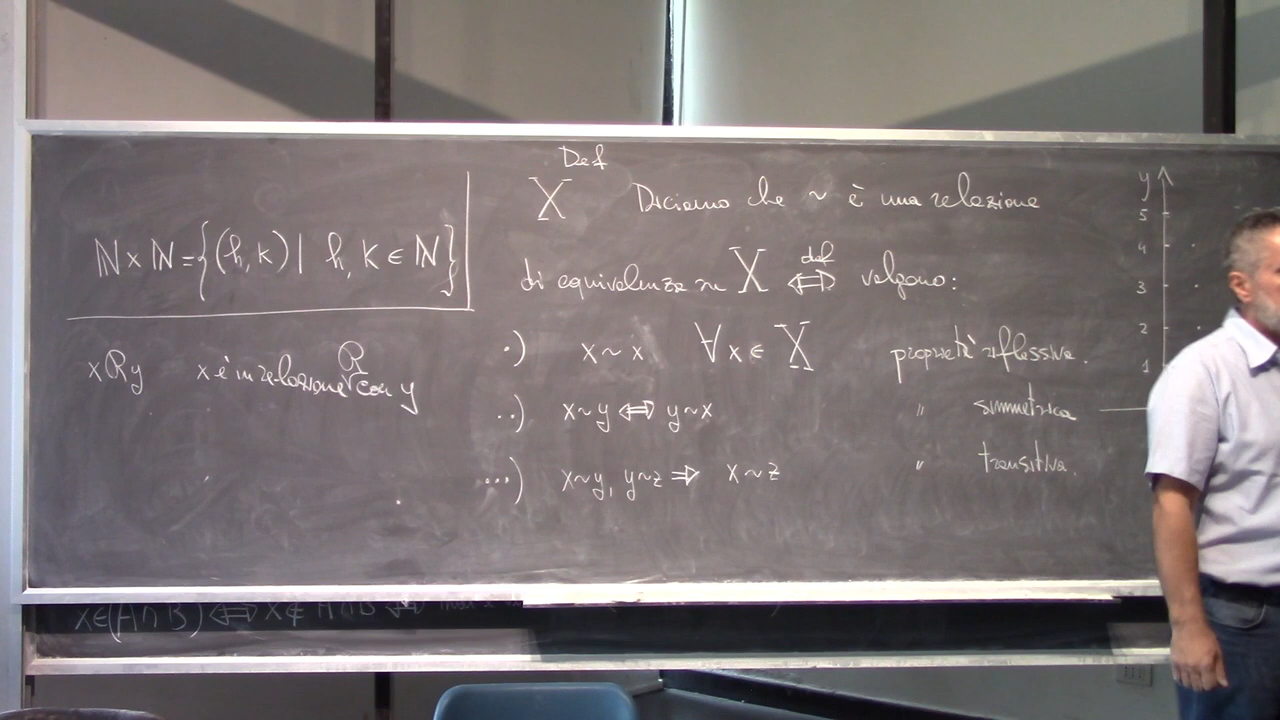 ℕ × ℕ = {(h, k) | h, k ∈ ℕ}
xRy x è in relazione R con y
Def
X Diciamo che ~ è una relazione
di equivalenza su X ⇔ def valgono:
.) x ~ x ∀ x ∈ X proprietà riflessiva.
..) x ~ y ⇔ y ~ x " simmetrica
...) x ~ y, y ~ z ⇒ x ~ z " transitiva.
y
5
4
3
2
1
x ∈ (A ∩ B) ⇔ x ∉ A ∩ B ⇔